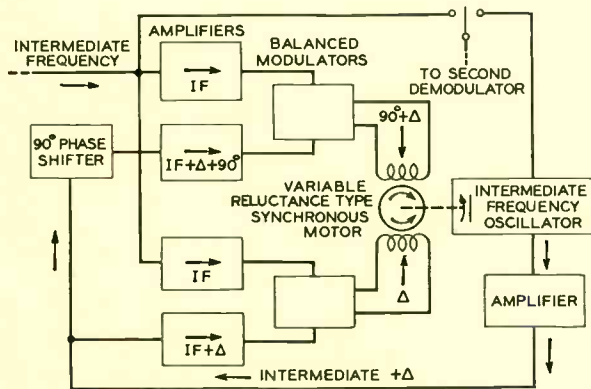 AMPLIFIERS
INTERMEDIATE
FREQUENCY
BALANCED
MODULATORS
IF
TO SECOND
DEMODULATOR
90° PHASE
SHIFTER
IF+Δ+90°
90°+Δ
VARIABLE
RELUCTANCE TYPE
SYNCHRONOUS
MOTOR
INTERMEDIATE
FREQUENCY
OSCILLATOR
IF
Δ
AMPLIFIER
IF+Δ
INTERMEDIATE +Δ